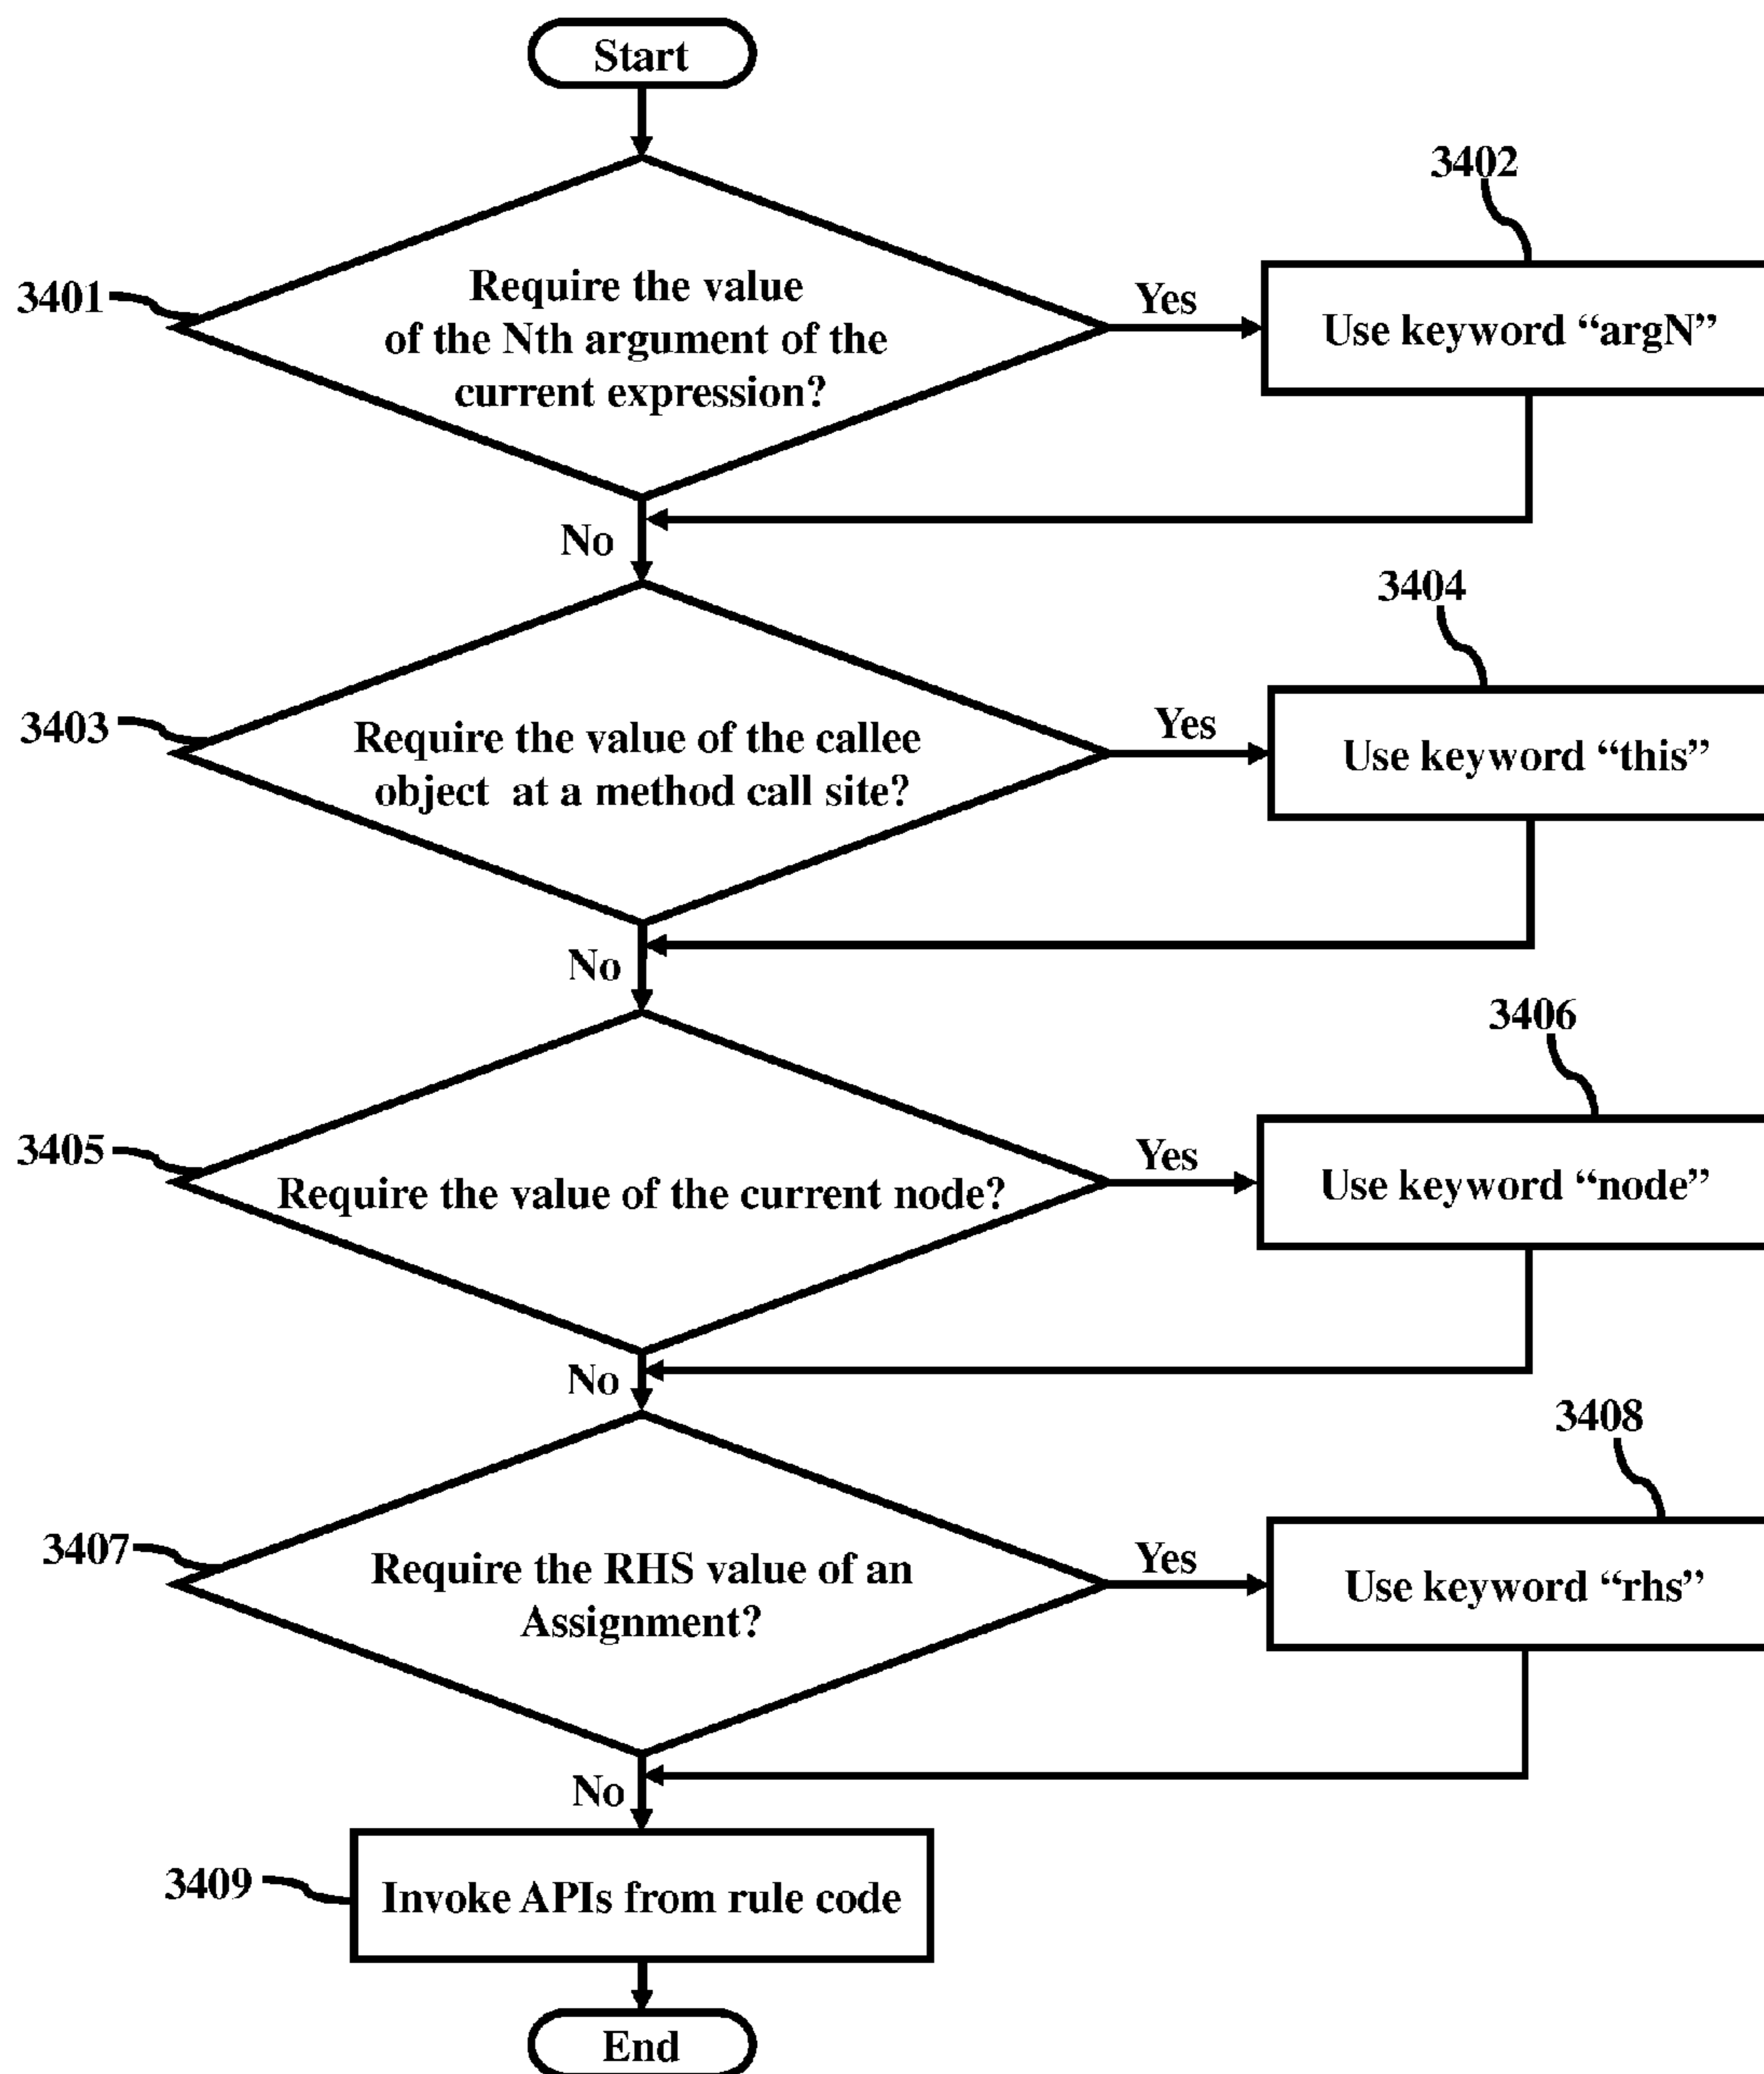 Start
3402
3401
Require the value
of the Nth argument of the
current expression?
Yes
Use keyword “argN”
No
3404
3403
Require the value of the callee
object at a method call site?
Yes
Use keyword “this”
No
3406
3405
Require the value of the current node?
Yes
Use keyword “node”
No
3408
3407
Require the RHS value of an
Assignment?
Yes
Use keyword “rhs”
No
3409
Invoke APIs from rule code
End